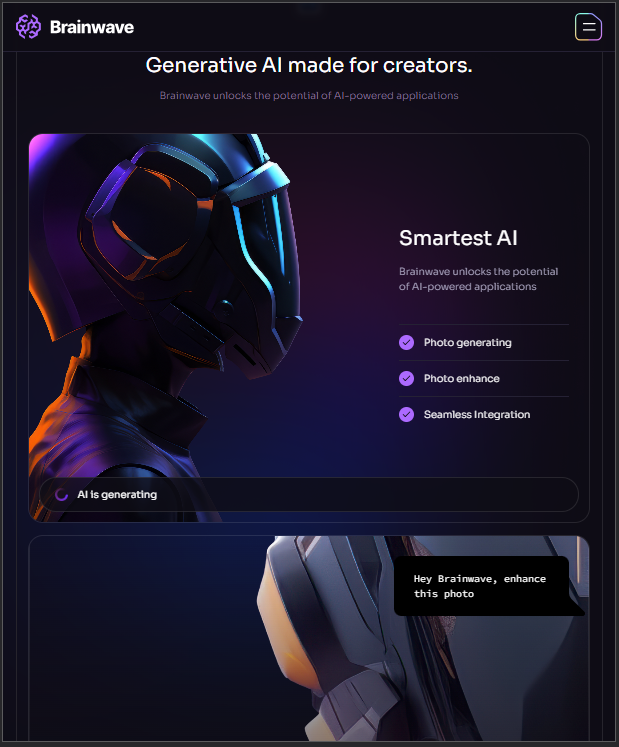 Brainwave
Generative AI made for creators.
Brainwave unlocks the potential of AI-powered applications
Smartest AI
Brainwave unlocks the potential
of AI-powered applications
Photo generating
Photo enhance
Seamless Integration
AI is generating
Hey Brainwave, enhance
this photo